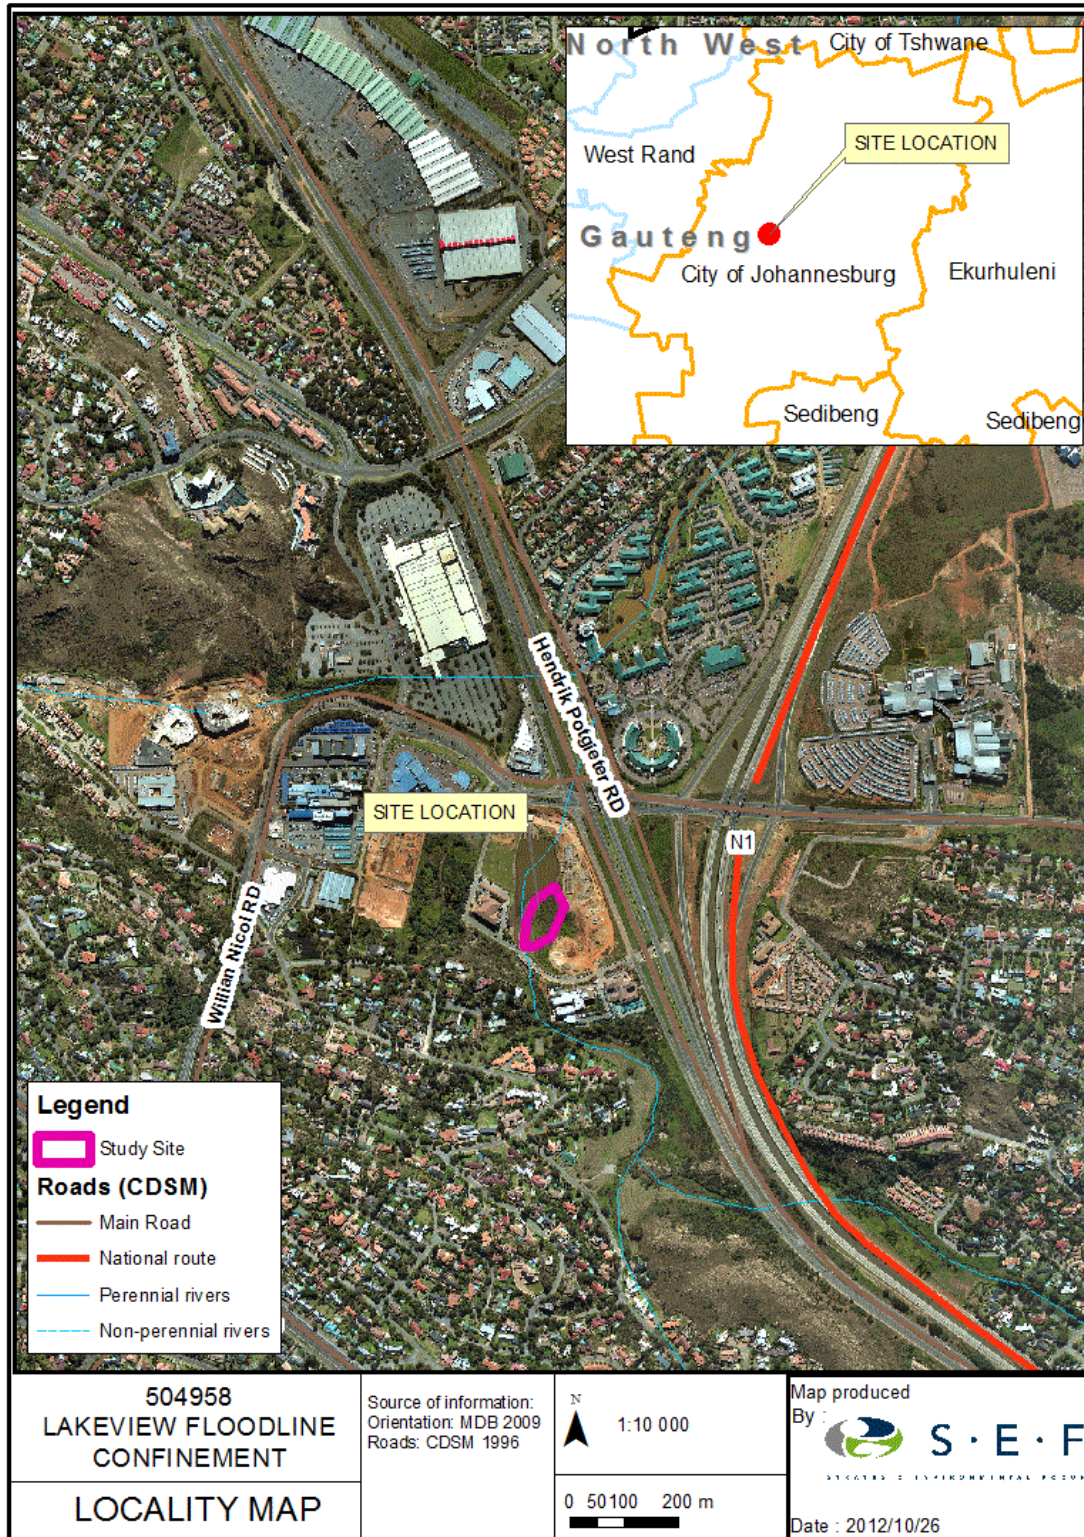 North West
City of Tshwane
West Rand
SITE LOCATION
Gauteng
City of Johannesburg
Ekurhuleni
Sedibeng
Sedibeng
Hendrik Potgieter RD
SITE LOCATION
N1
Willian Nicol RD
Legend
Study Site
Roads (CDSM)
Main Road
National route
Perennial rivers
Non-perennial rivers
504958
LAKEVIEW FLOODLINE
CONFINEMENT
LOCALITY MAP
Source of information:
Orientation: MDB 2009
Roads: CDSM 1996
N
1:10 000
0 50 100 200 m
Map produced
By :
S·E·F
Date : 2012/10/26